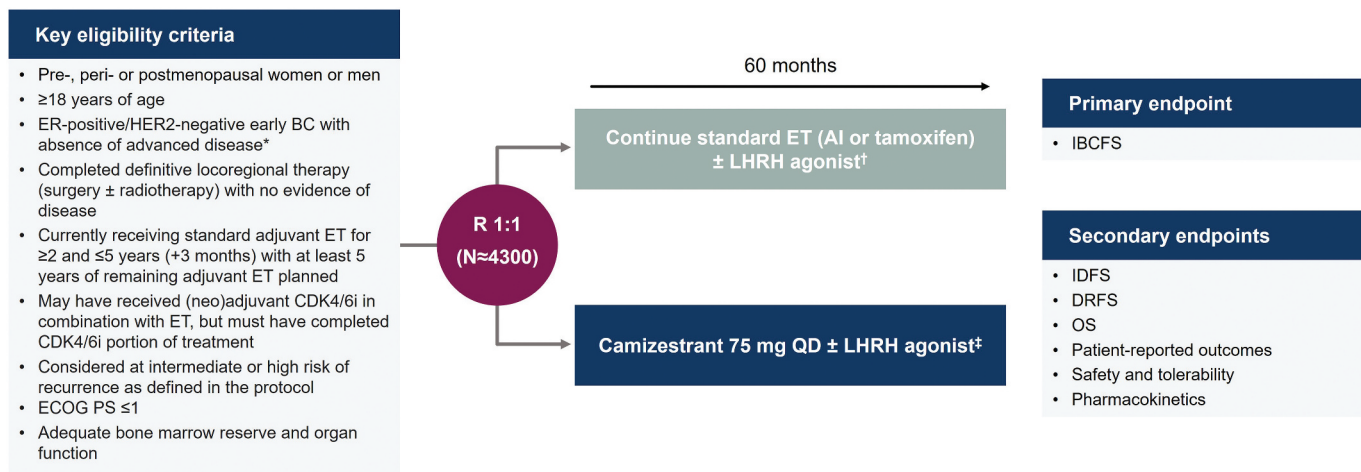 Key eligibility criteria
• Pre-, peri- or postmenopausal women or men
• ≥18 years of age
• ER-positive/HER2-negative early BC with
absence of advanced disease*
• Completed definitive locoregional therapy
(surgery ± radiotherapy) with no evidence of
disease
• Currently receiving standard adjuvant ET for
≥2 and ≤5 years (+3 months) with at least 5
years of remaining adjuvant ET planned
• May have received (neo)adjuvant CDK4/6i in
combination with ET, but must have completed
CDK4/6i portion of treatment
• Considered at intermediate or high risk of
recurrence as defined in the protocol
• ECOG PS ≤1
• Adequate bone marrow reserve and organ
function
R 1:1
(N≈4300)
60 months
Continue standard ET (AI or tamoxifen)
± LHRH agonist†
Camizestrant 75 mg QD ± LHRH agonist‡
Primary endpoint
• IBCFS
Secondary endpoints
• IDFS
• DRFS
• OS
• Patient-reported outcomes
• Safety and tolerability
• Pharmacokinetics